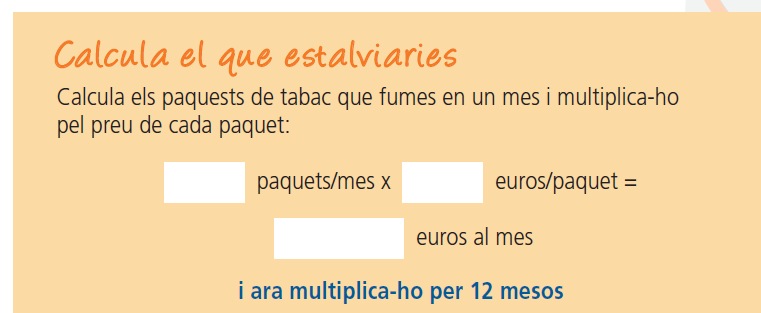 Calcula el que estalviaries
Calcula els paquests de tabac que fumes en un mes i multiplica-ho
pel preu de cada paquet:
paquets/mes x euros/paquet =
euros al mes
i ara multiplica-ho per 12 mesos